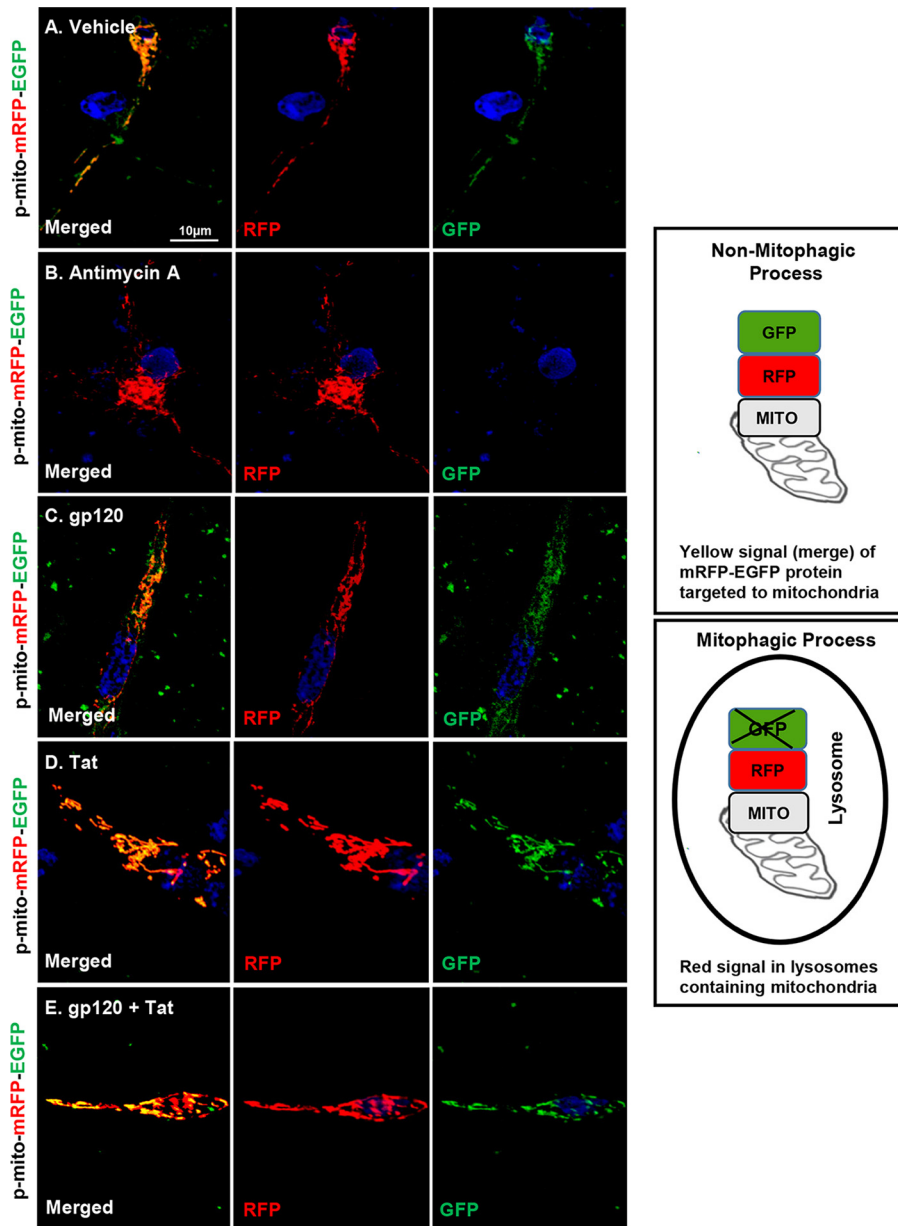 p-mito-mRFP-EGFP
A. Vehicle
Merged
10µm
RFP
GFP
p-mito-mRFP-EGFP
B. Antimycin A
Merged
RFP
GFP
p-mito-mRFP-EGFP
C. gp120
Merged
RFP
GFP
p-mito-mRFP-EGFP
D. Tat
Merged
RFP
GFP
p-mito-mRFP-EGFP
E. gp120 + Tat
Merged
RFP
GFP
Non-Mitophagic
Process
GFP
RFP
MITO
Yellow signal (merge) of
mRFP-EGFP protein
targeted to mitochondria
Mitophagic Process
GFP
RFP
MITO
Lysosome
Red signal in lysosomes
containing mitochondria